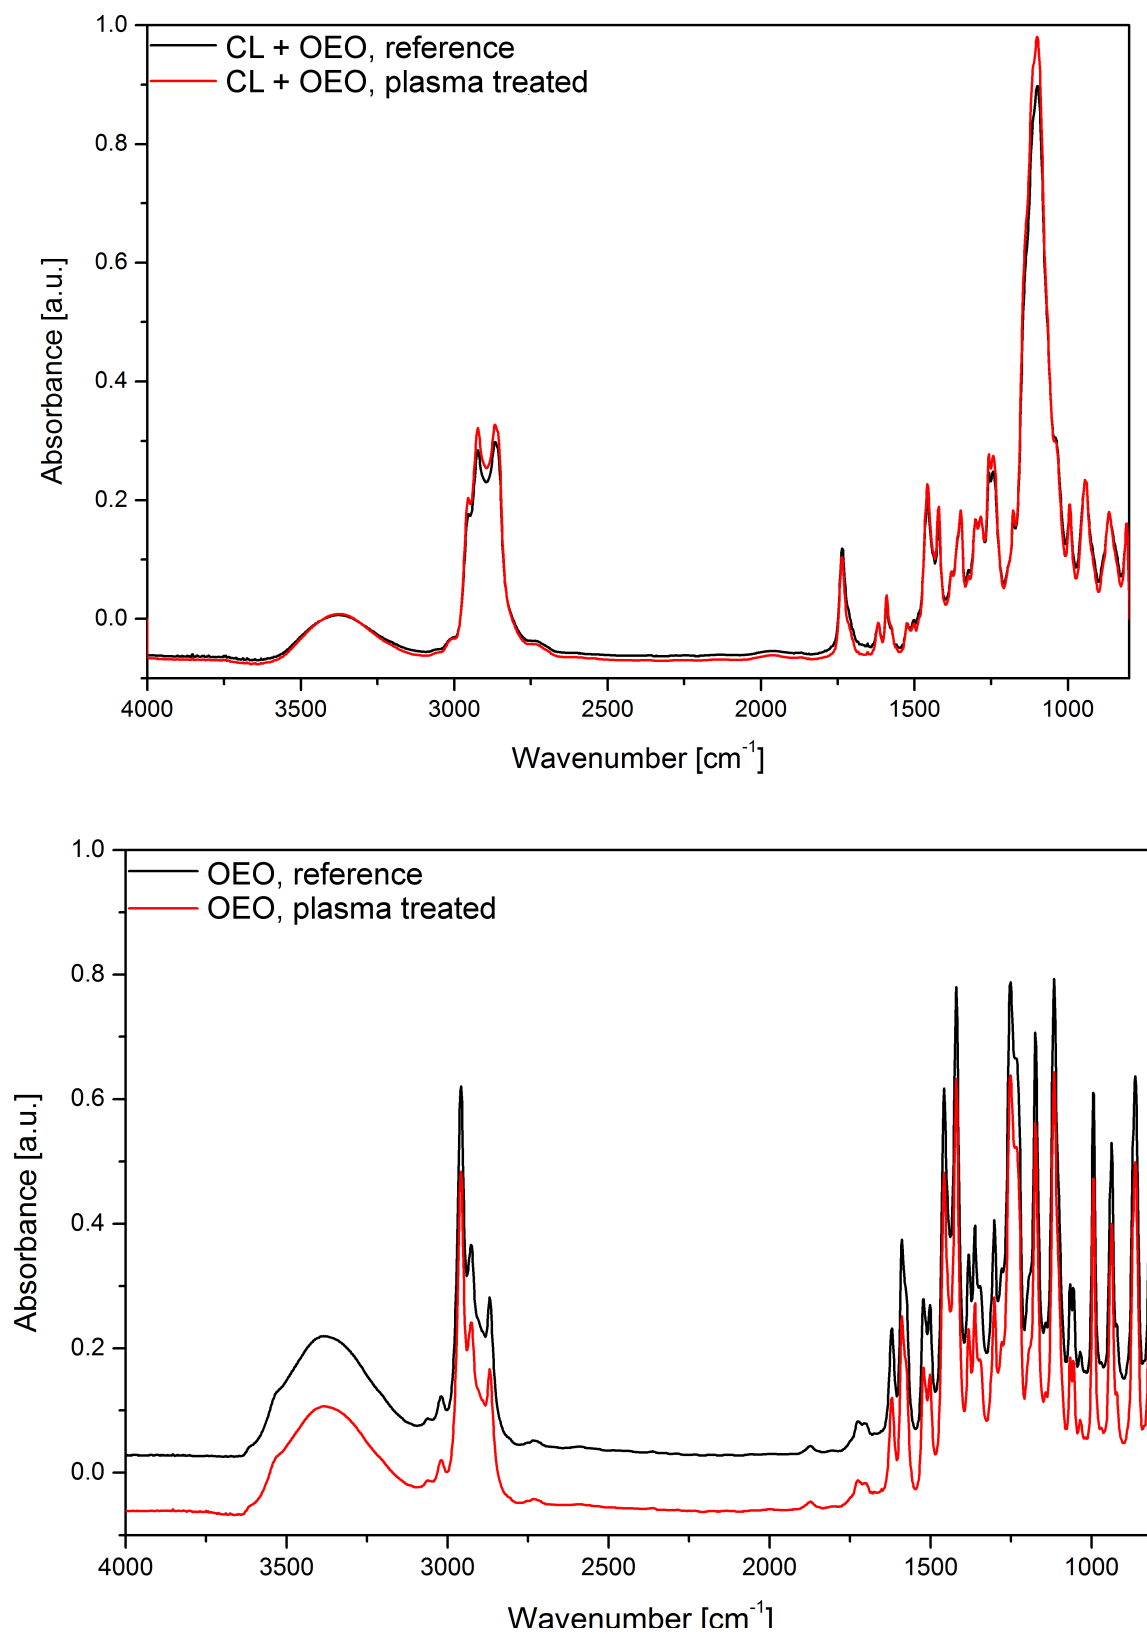 1.0
CL + OEO, reference
CL + OEO, plasma treated
0.8
0.6
0.4
0.2
0.0
Absorbance [a.u.]
4000 3500 3000 2500 2000 1500 1000
Wavenumber [cm⁻¹]
1.0
OEO, reference
OEO, plasma treated
0.8
0.6
0.4
0.2
0.0
Absorbance [a.u.]
4000 3500 3000 2500 2000 1500 1000
Wavenumber [cm⁻¹]